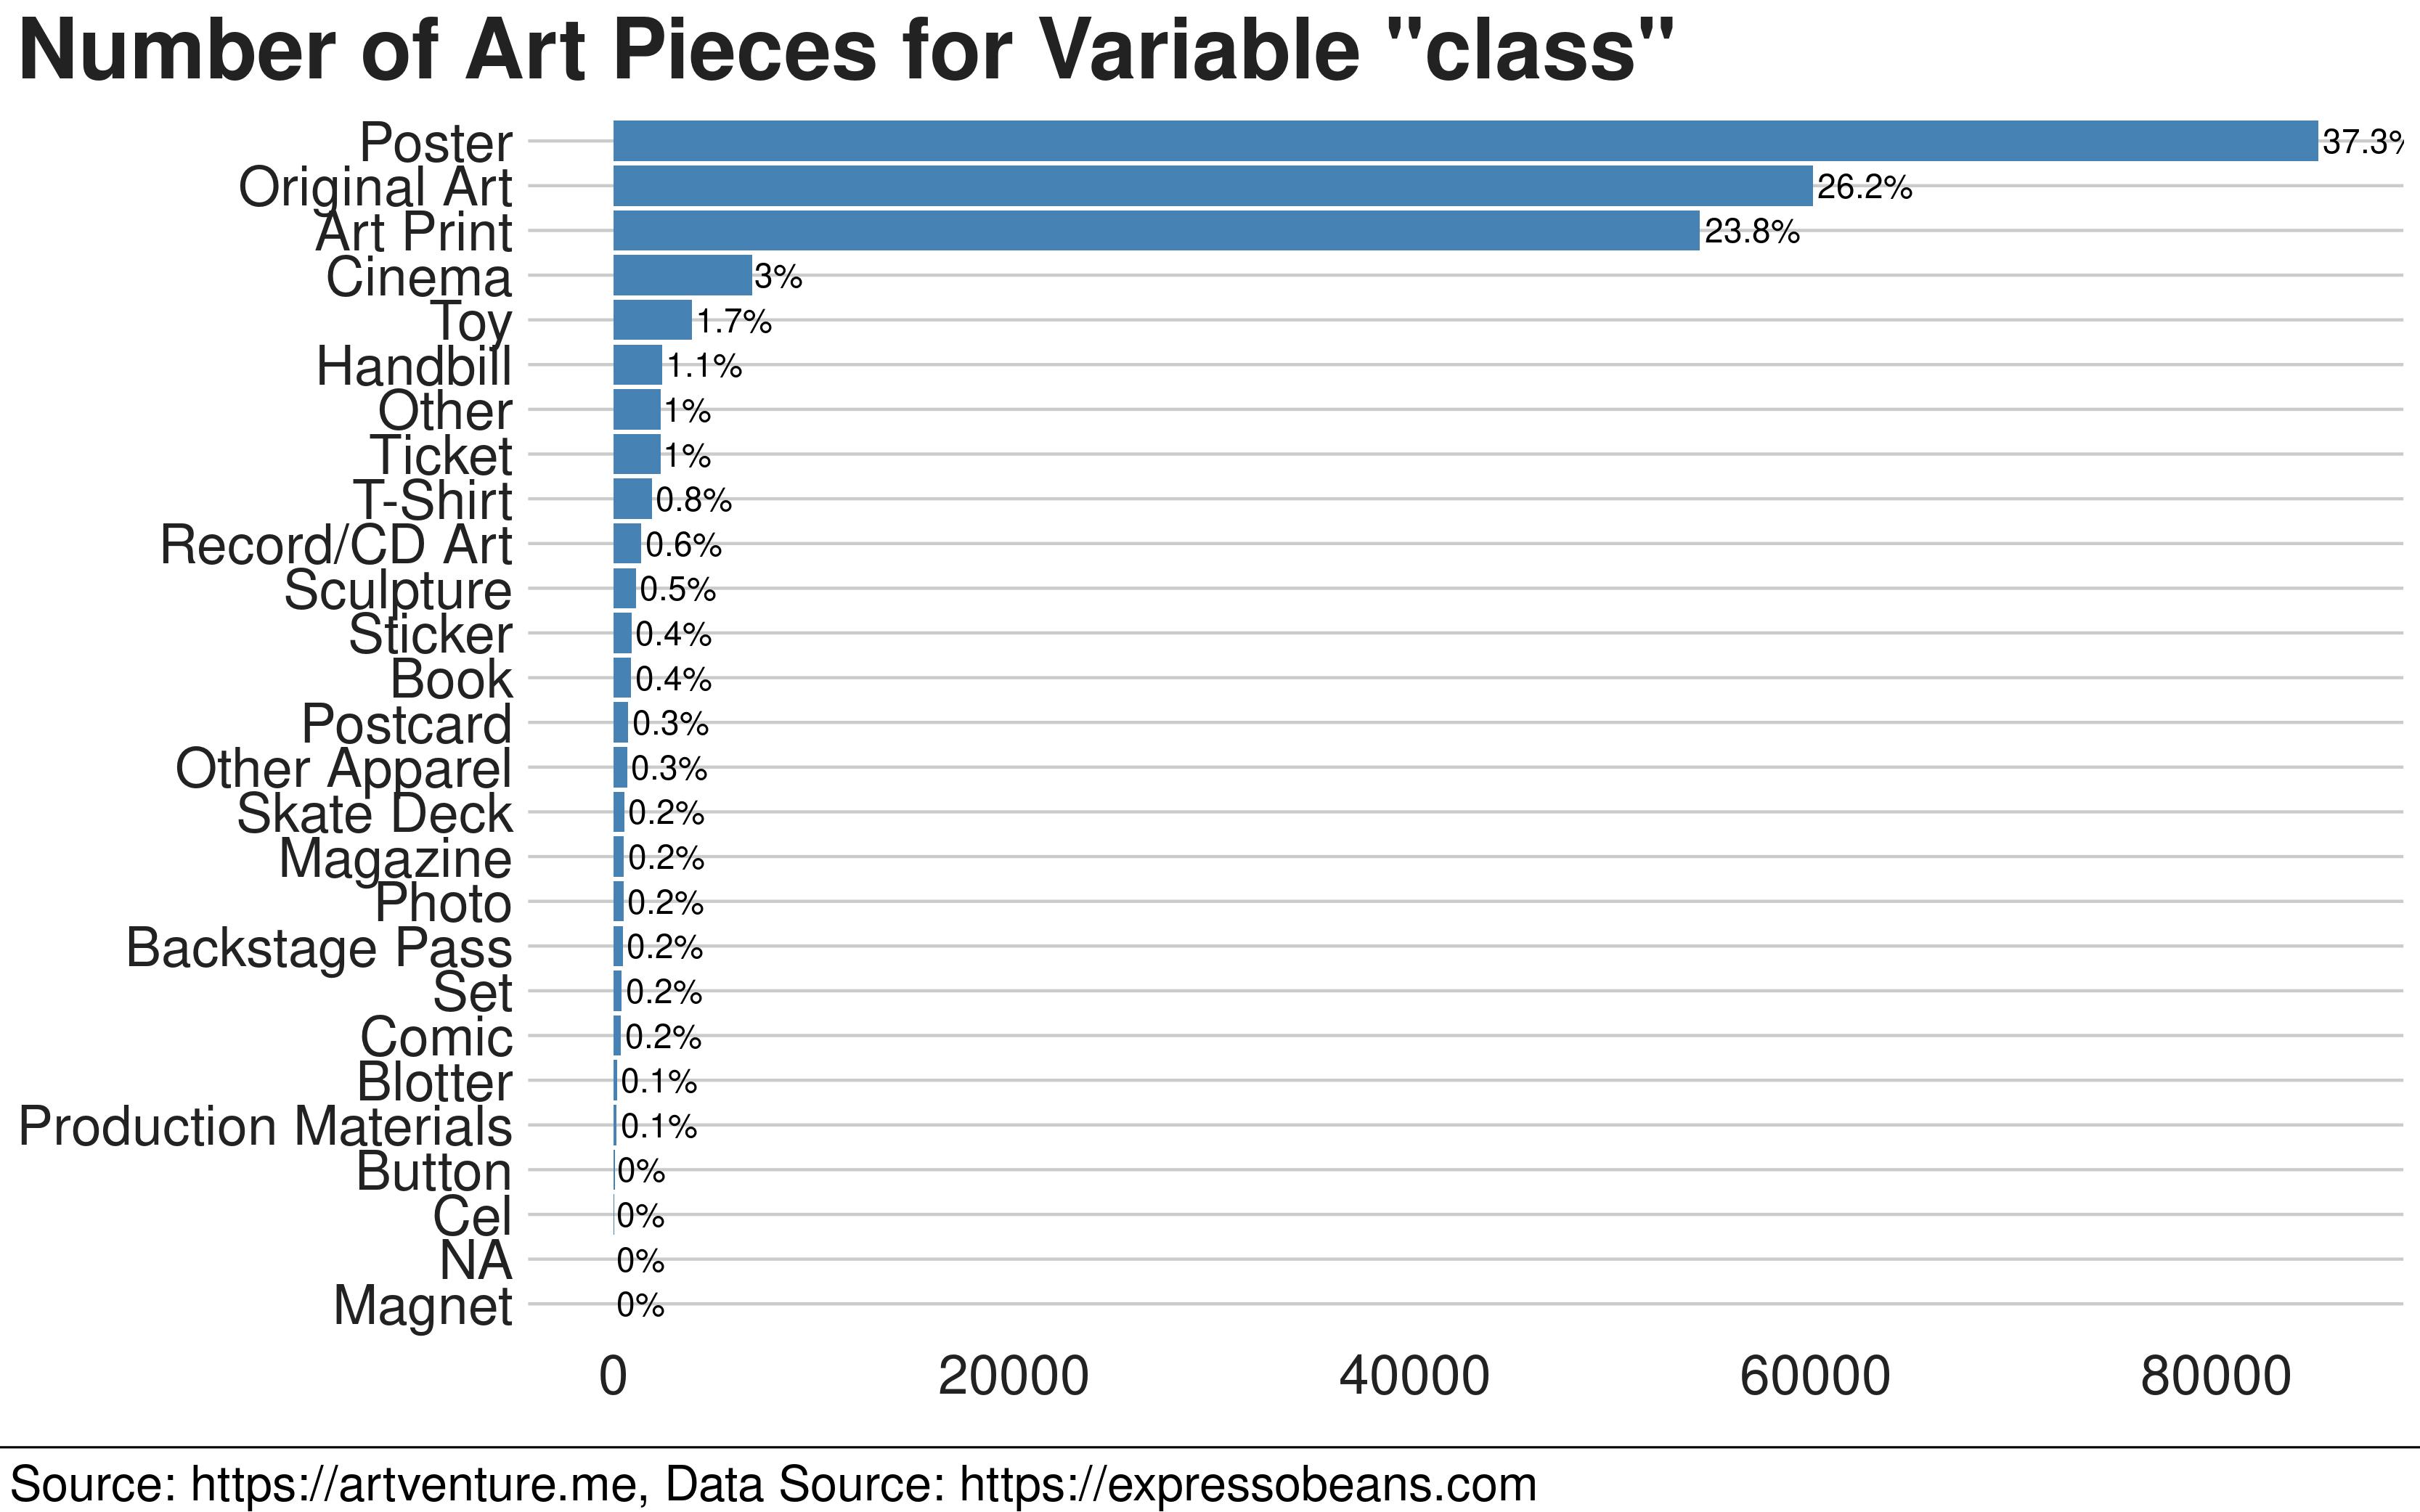 Number of Art Pieces for Variable "class"
Poster 37.3%
Original Art 26.2%
Art Print 23.8%
Cinema 3%
Toy 1.7%
Handbill 1.1%
Other 1%
Ticket 1%
T-Shirt 0.8%
Record/CD Art 0.6%
Sculpture 0.5%
Sticker 0.4%
Book 0.4%
Postcard 0.3%
Other Apparel 0.3%
Skate Deck 0.2%
Magazine 0.2%
Photo 0.2%
Backstage Pass 0.2%
Set 0.2%
Comic 0.2%
Blotter 0.1%
Production Materials 0.1%
Button 0%
Cel 0%
NA 0%
Magnet 0%
0 20000 40000 60000 80000
Source: https://artventure.me, Data Source: https://expressobeans.com